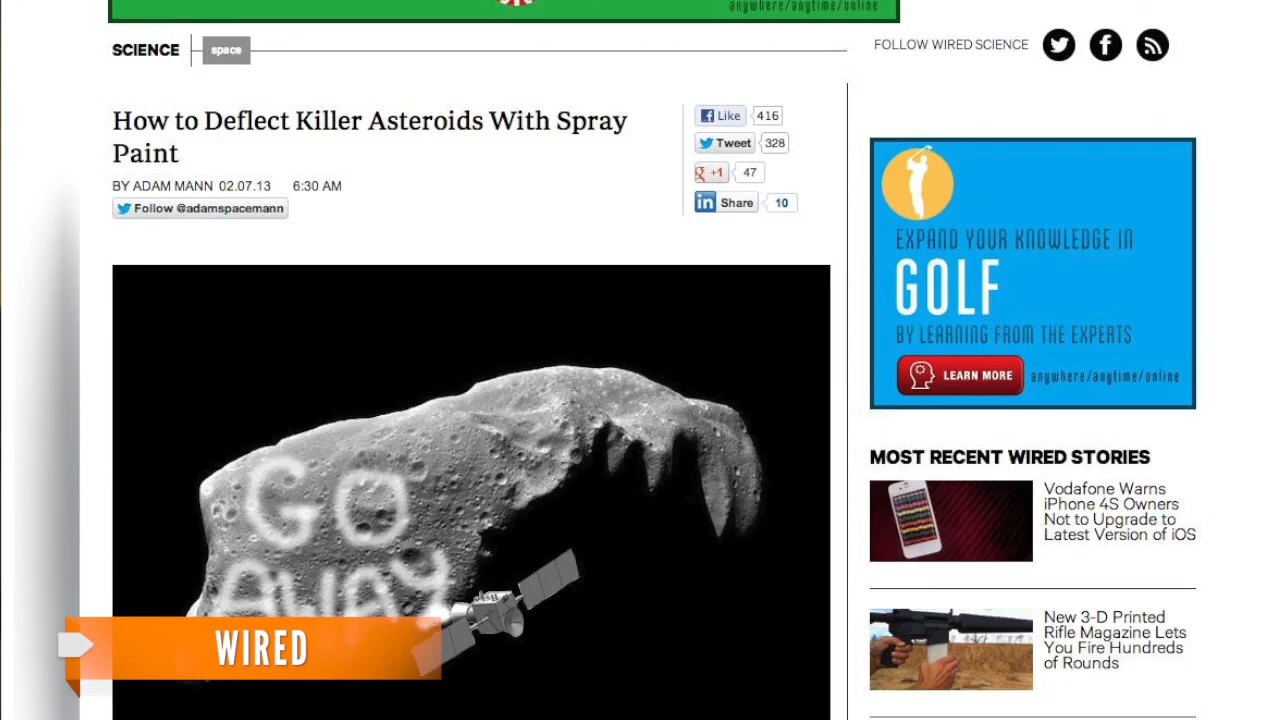 anywhere/anytime/online
SCIENCE
space
FOLLOW WIRED SCIENCE
How to Deflect Killer Asteroids With Spray
Paint
BY ADAM MANN 02.07.13 6:30 AM
Follow @adamspacemann
Like 416
Tweet 328
+1 47
in Share 10
GO
AWAY
WIRED
EXPAND YOUR KNOWLEDGE IN
GOLF
BY LEARNING FROM THE EXPERTS
LEARN MORE
anywhere/anytime/online
MOST RECENT WIRED STORIES
Vodafone Warns
iPhone 4S Owners
Not to Upgrade to
Latest Version of iOS
New 3-D Printed
Rifle Magazine Lets
You Fire Hundreds
of Rounds